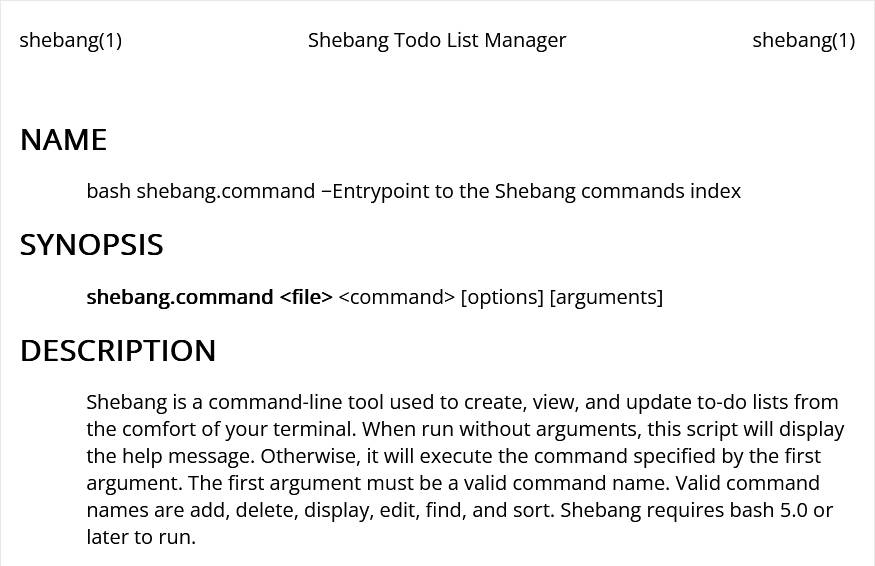 shebang(1) Shebang Todo List Manager shebang(1)
NAME
bash shebang.command −Entrypoint to the Shebang commands index
SYNOPSIS
shebang.command <file> <command> [options] [arguments]
DESCRIPTION
Shebang is a command-line tool used to create, view, and update to-do lists from
the comfort of your terminal. When run without arguments, this script will display
the help message. Otherwise, it will execute the command specified by the first
argument. The first argument must be a valid command name. Valid command
names are add, delete, display, edit, find, and sort. Shebang requires bash 5.0 or
later to run.